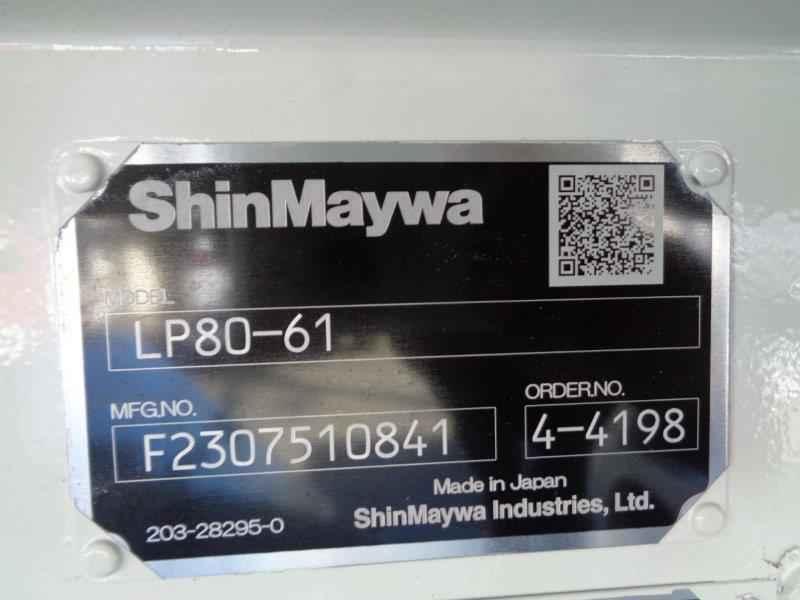 ShinMaywa
MODEL
LP80-61
MFG.NO.
F2307510841
ORDER.NO.
4-4198
Made in Japan
203-28295-0
ShinMaywa Industries, Ltd.